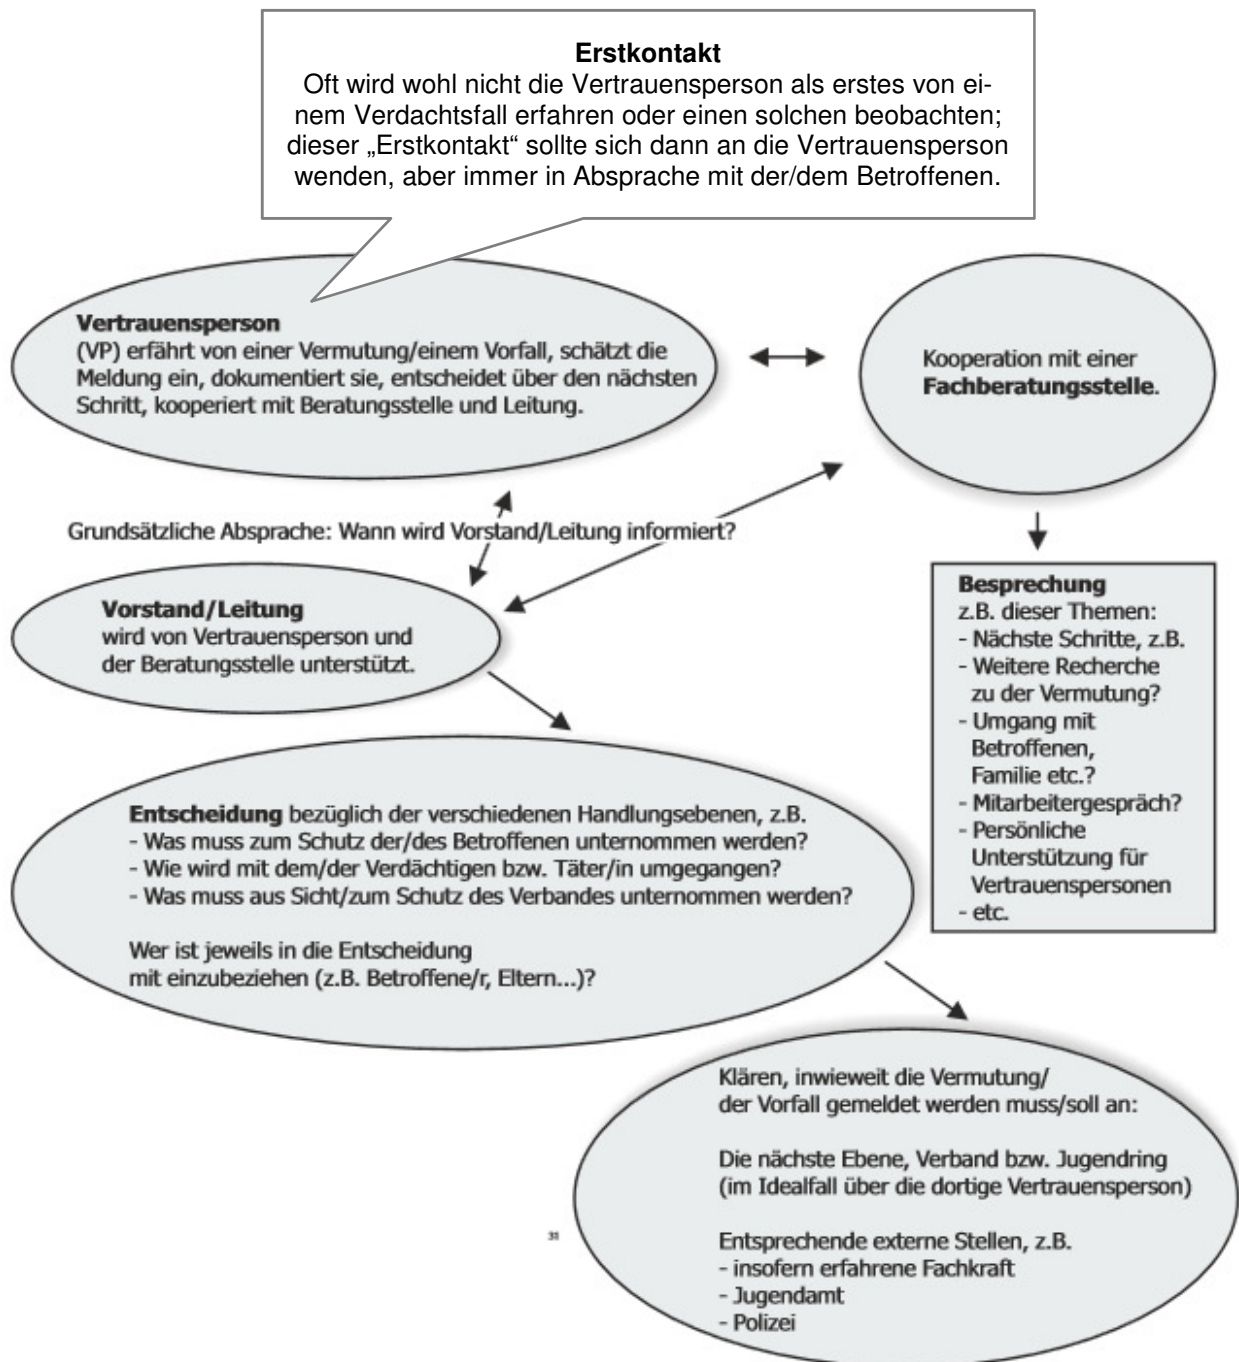 Erstkontakt
Oft wird wohl nicht die Vertrauensperson als erstes von ei-
nem Verdachtsfall erfahren oder einen solchen beobachten;
dieser „Erstkontakt“ sollte sich dann an die Vertrauensperson
wenden, aber immer in Absprache mit der/dem Betroffenen.
Vertrauensperson
(VP) erfährt von einer Vermutung/einem Vorfall, schätzt die
Meldung ein, dokumentiert sie, entscheidet über den nächsten
Schritt, kooperiert mit Beratungsstelle und Leitung.
Kooperation mit einer
Fachberatungsstelle.
Grundsätzliche Absprache: Wann wird Vorstand/Leitung informiert?
Vorstand/Leitung
wird von Vertrauensperson und
der Beratungsstelle unterstützt.
Besprechung
z.B. dieser Themen:
- Nächste Schritte, z.B.
- Weitere Recherche
zu der Vermutung?
- Umgang mit
Betroffenen,
Familie etc.?
- Mitarbeitergespräch?
- Persönliche
Unterstützung für
Vertrauenspersonen
- etc.
Entscheidung bezüglich der verschiedenen Handlungsebenen, z.B.
- Was muss zum Schutz der/des Betroffenen unternommen werden?
- Wie wird mit dem/der Verdächtigen bzw. Täter/in umgegangen?
- Was muss aus Sicht/zum Schutz des Verbandes unternommen werden?
Wer ist jeweils in die Entscheidung
mit einzubeziehen (z.B. Betroffene/r, Eltern...)?
Klären, inwieweit die Vermutung/
der Vorfall gemeldet werden muss/soll an:
Die nächste Ebene, Verband bzw. Jugendring
(im Idealfall über die dortige Vertrauensperson)
31
Entsprechende externe Stellen, z.B.
- insofern erfahrene Fachkraft
- Jugendamt
- Polizei